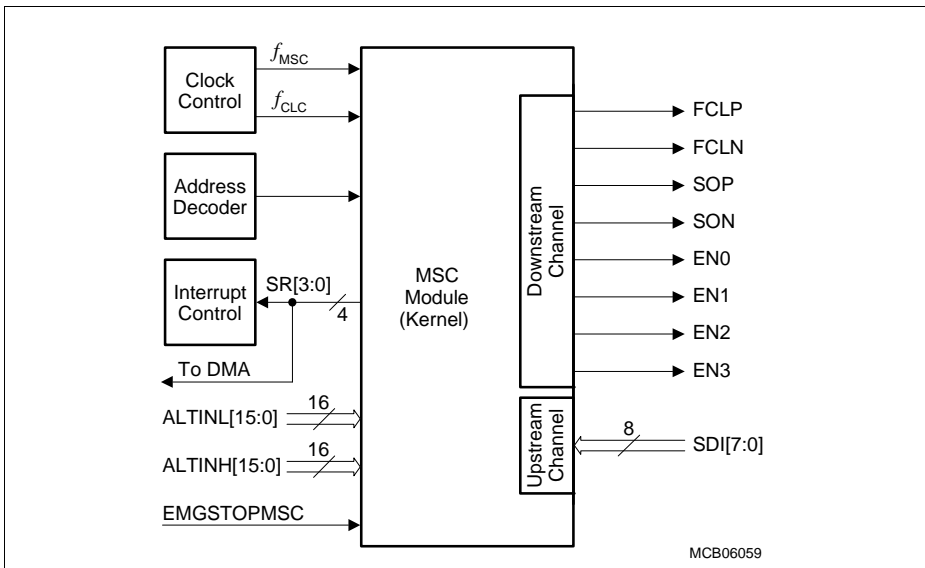 Clock
Control
fMSC
fCLC
Address
Decoder
Interrupt
Control
SR[3:0]
4
To DMA
ALTINL[15:0]
16
ALTINH[15:0]
16
EMGSTOPMSC
MSC
Module
(Kernel)
Downstream
Channel
Upstream
Channel
FCLP
FCLN
SOP
SON
EN0
EN1
EN2
EN3
8
SDI[7:0]
MCB06059